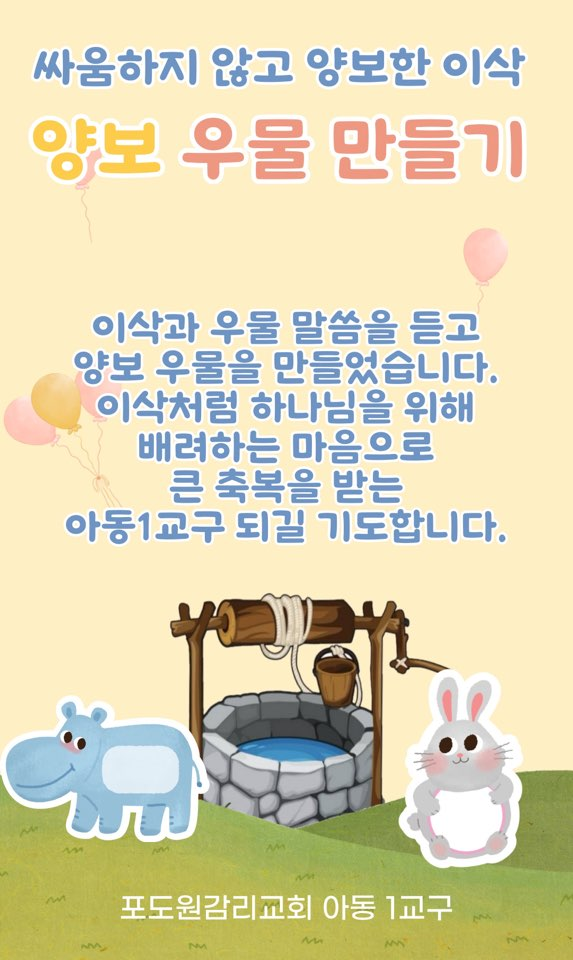 싸움하지 않고 양보한 이삭
양보 우물 만들기
이삭과 우물 말씀을 듣고
양보 우물을 만들었습니다.
이삭처럼 하나님을 위해
배려하는 마음으로
큰 축복을 받는
아동1교구 되길 기도합니다.
포도원감리교회 아동 1교구